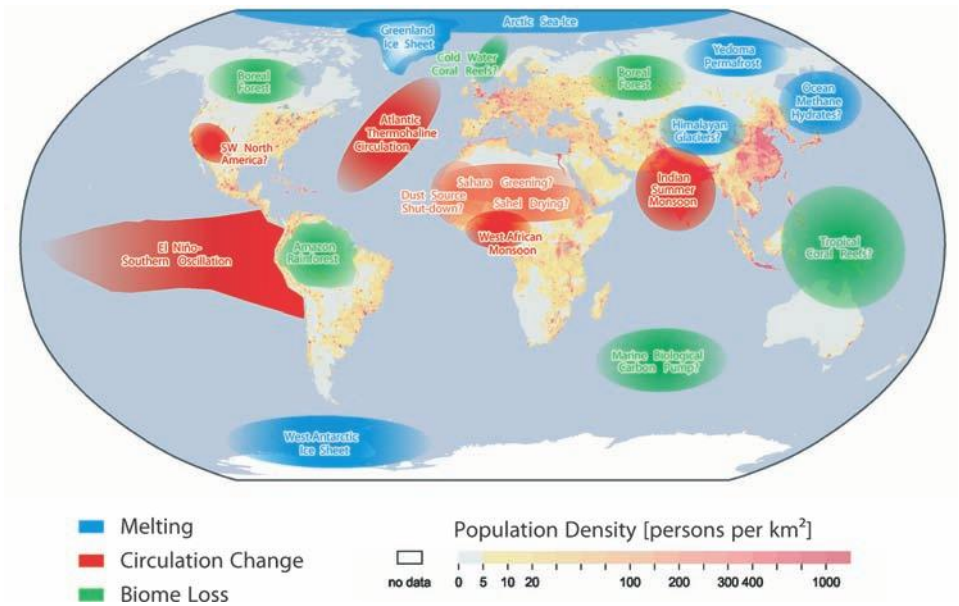 Arctic Sea-Ice
Greenland
Ice Sheet
Yedoma
Permafrost
Cold Water
Coral Reefs?
Boreal
Forest
Boreal
Forest
Ocean
Methane
Hydrates?
Atlantic
Thermohaline
Circulation
Himalayan
Glaciers?
SW North
America?
Indian
Summer
Monsoon
Sahara Greening?
Dust Source
Shut-down?
Sahel Drying?
West African
Monsoon
El Niño-
Southern Oscillation
Amazon
Rainforest
Tropical
Coral Reefs?
Marine Biological
Carbon Pump?
West Antarctic
Ice Sheet
Melting
Circulation Change
Biome Loss
Population Density [persons per km²]
no data
0 5 10 20 100 200 300 400 1000